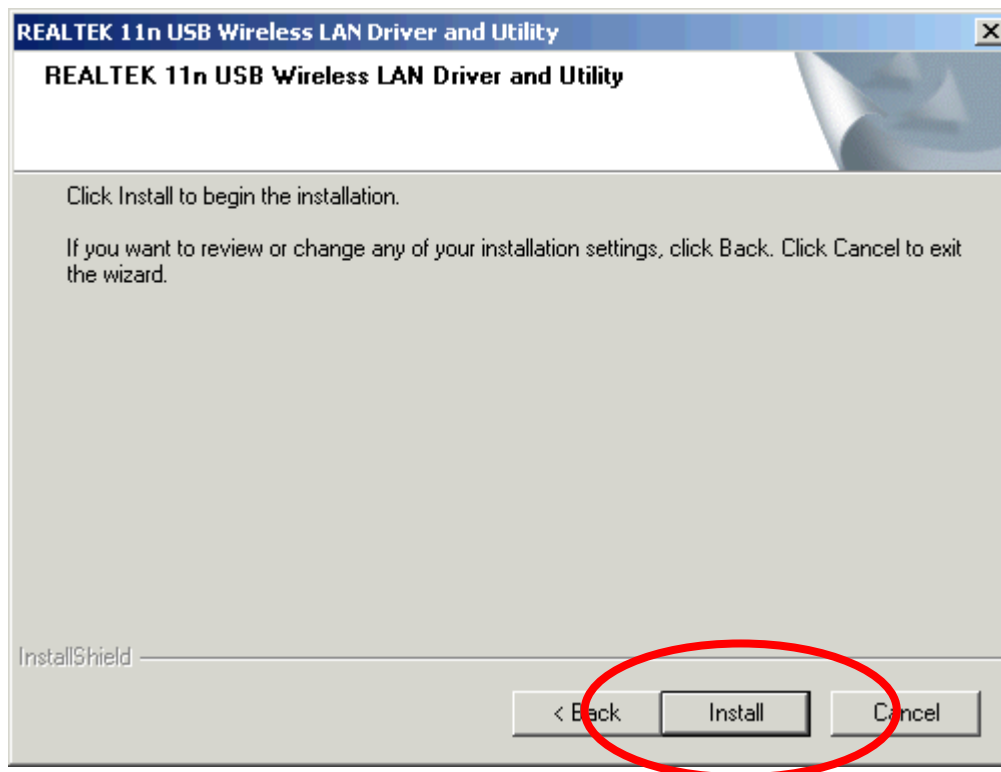 REALTEK 11n USB Wireless LAN Driver and Utility
REALTEK 11n USB Wireless LAN Driver and Utility
Click Install to begin the installation.
If you want to review or change any of your installation settings, click Back. Click Cancel to exit
the wizard.
InstallShield
< Back Install Cancel